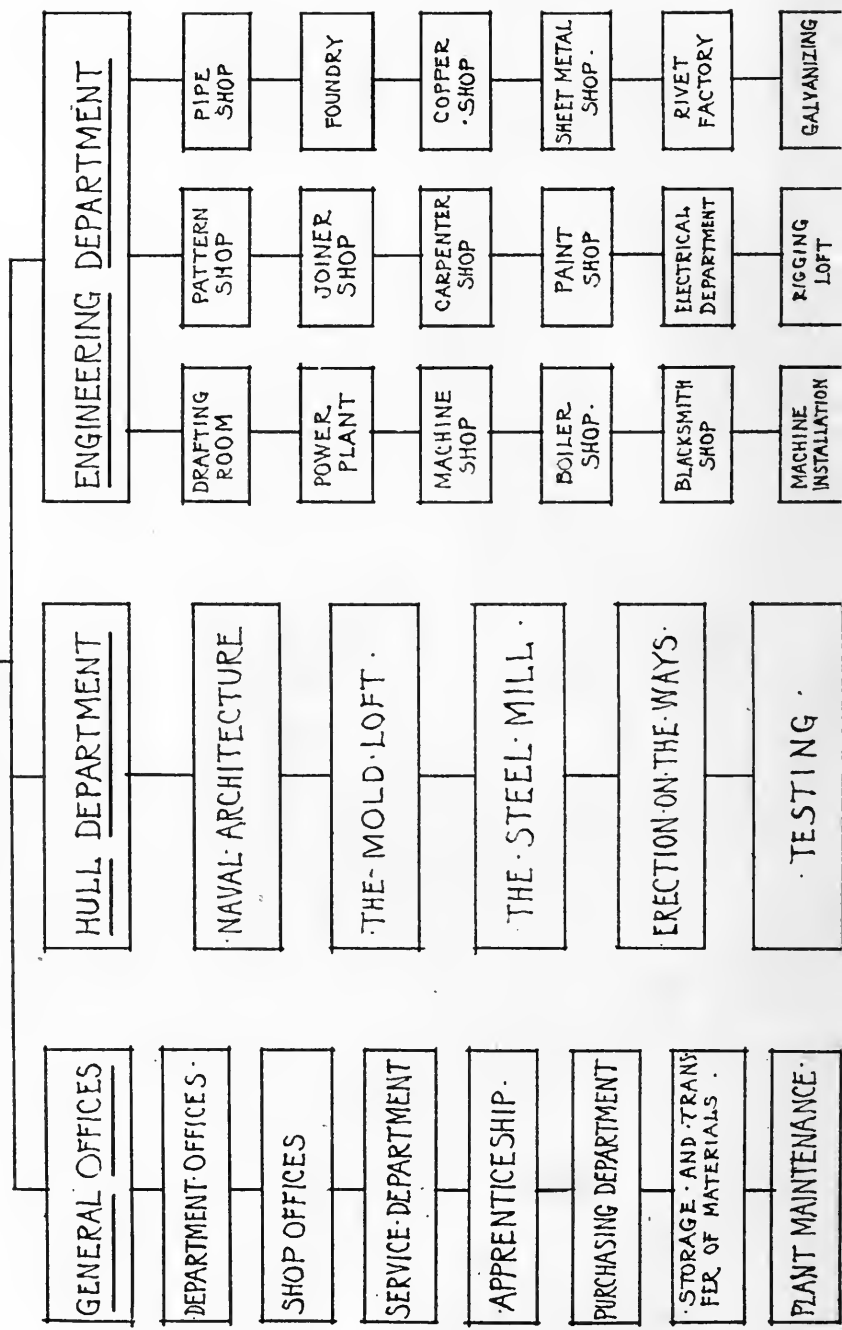 GENERAL OFFICES
·DEPARTMENT·OFFICES·
SHOP OFFICES
SERVICE·DEPARTMENT
·APPRENTICESHIP·
PURCHASING DEPARTMENT
·STORAGE·AND·TRANS
FER OF MATERIALS.
PLANT MAINTENANCE·
HULL DEPARTMENT
·NAVAL·ARCHITECTURE
·THE-MOLD·LOFT·
·THE·STEEL·MILL·
·ERECTION·ON·THE·WAYS·
·TESTING·
ENGINEERING DEPARTMENT
DRAFTING
ROOM
POWER
PLANT
MACHINE
SHOP
BOILER
SHOP.
BLACKSMITH
SHOP
MACHINE
INSTALLATION
PATTERN
SHOP
JOINER
SHOP
CARPENTER
SHOP
PAINT
SHOP
ELECTRICAL
DEPARTMENT
RIGGING
LOFT
PIPE
SHOP
FOUNDRY
COPPER
·SHOP
SHEET METAL
SHOP·
RIVET
FACTORY
GALVANIZING